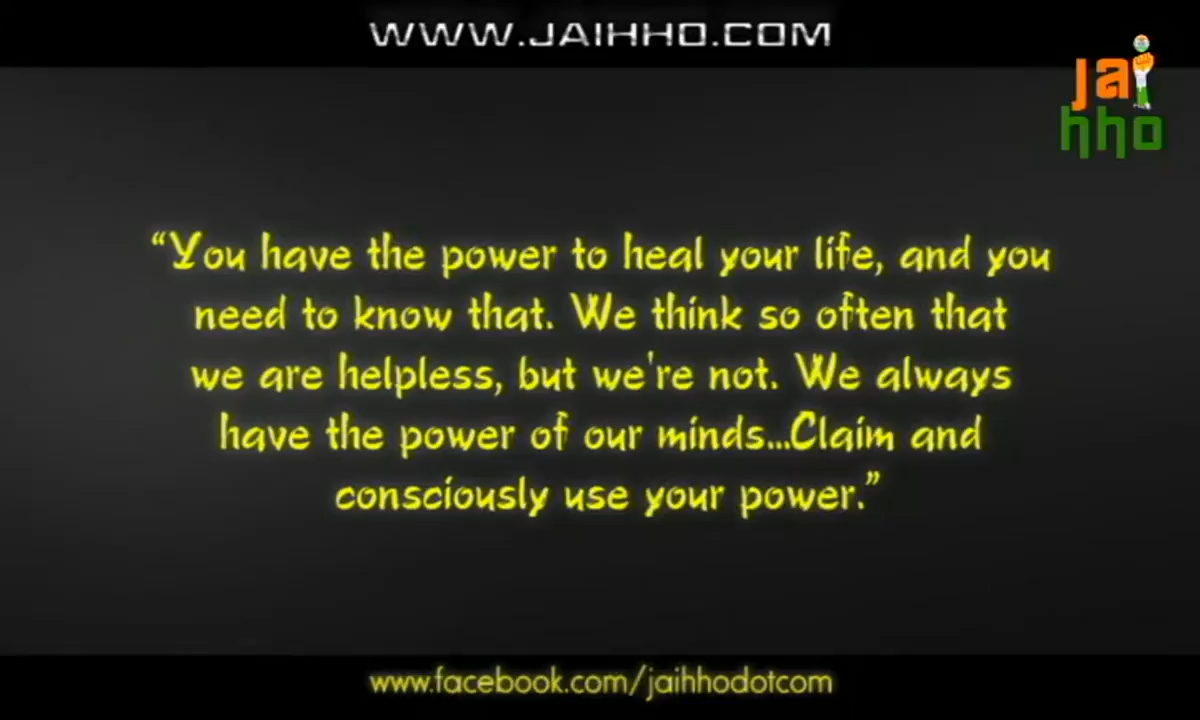 WWW.JAIHHO.COM
jai
hho
“You have the power to heal your life, and you
need to know that. We think so often that
we are helpless, but we're not. We always
have the power of our minds...Claim and
consciously use your power.”
www.facebook.com/jaihhodotcom